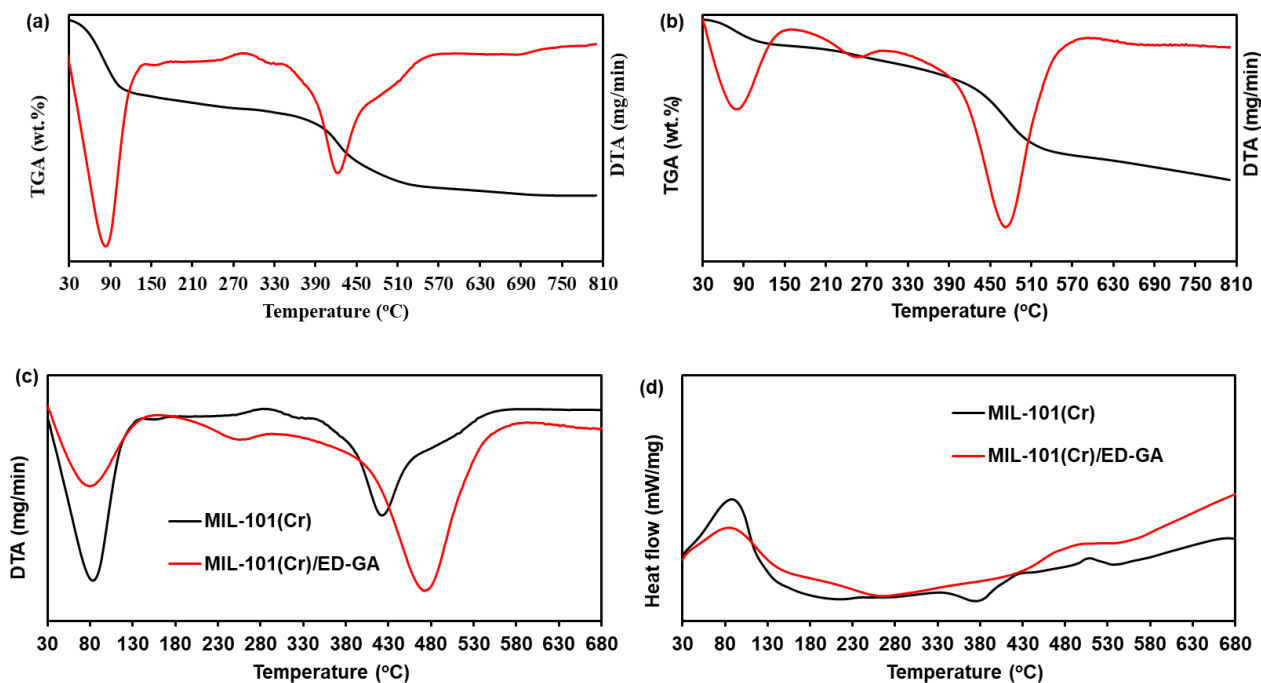 (a)
TGA (wt.%)
DTA (mg/min)
30 90 150 210 270 330 390 450 510 570 630 690 750 810
Temperature (oC)
(b)
TGA (wt.%)
DTA (mg/min)
30 90 150 210 270 330 390 450 510 570 630 690 750 810
Temperature (oC)
(c)
DTA (mg/min)
MIL-101(Cr)
MIL-101(Cr)/ED-GA
30 80 130 180 230 280 330 380 430 480 530 580 630 680
Temperature (oC)
(d)
Heat flow (mW/mg)
MIL-101(Cr)
MIL-101(Cr)/ED-GA
30 80 130 180 230 280 330 380 430 480 530 580 630 680
Temperature (oC)